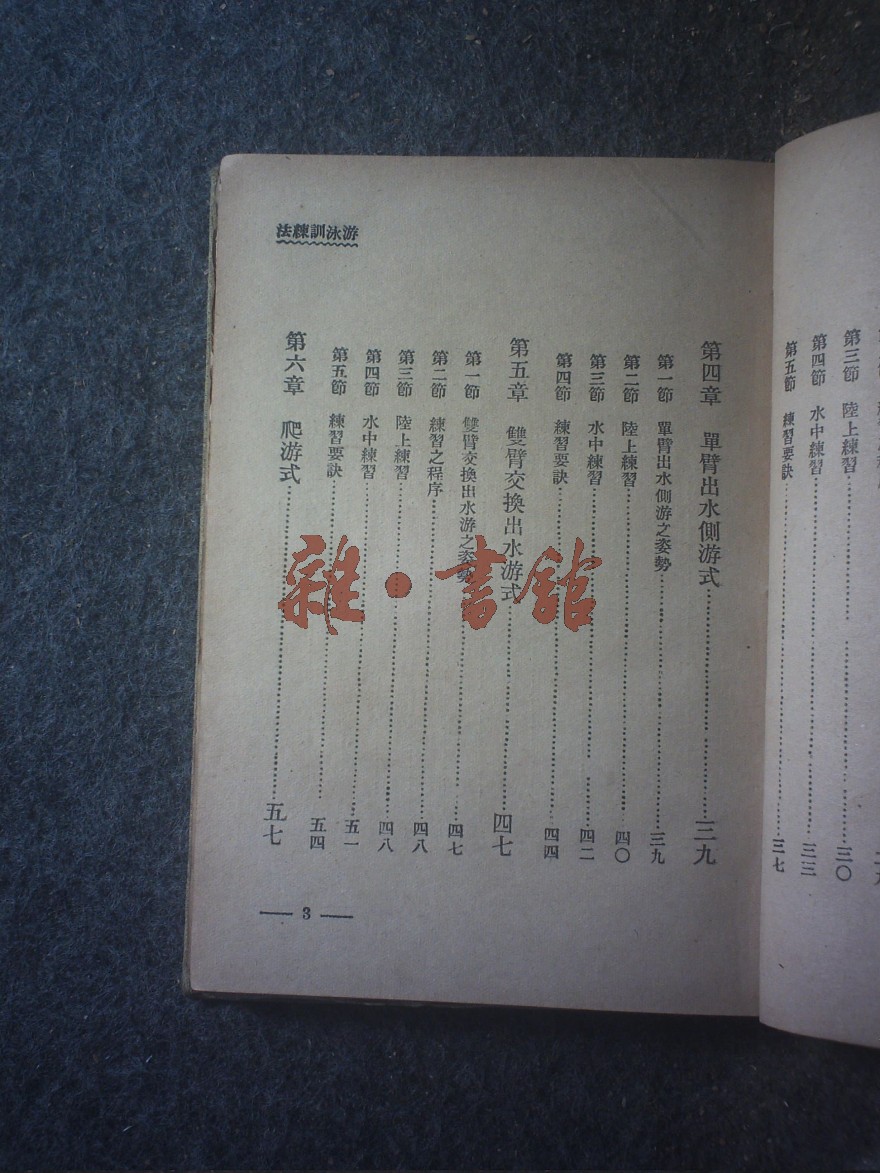 法練訓泳游
第三節 陸上練習 三〇
第四節 水中練習 三三
第五節 練習要訣 三七
第四章 單臂出水側游式 三九
第一節 單臂出水側游之姿勢 三九
第二節 陸上練習 四〇
第三節 水中練習 四二
第四節 練習要訣 四四
第五章 雙臂交換出水游式 四七
第一節 雙臂交換出水游之姿勢 四七
第二節 練習之程序 四八
第三節 陸上練習 四八
第四節 水中練習 五一
第五節 練習要訣 五四
第六章 爬游式 五七
— 3 —
雜・書館